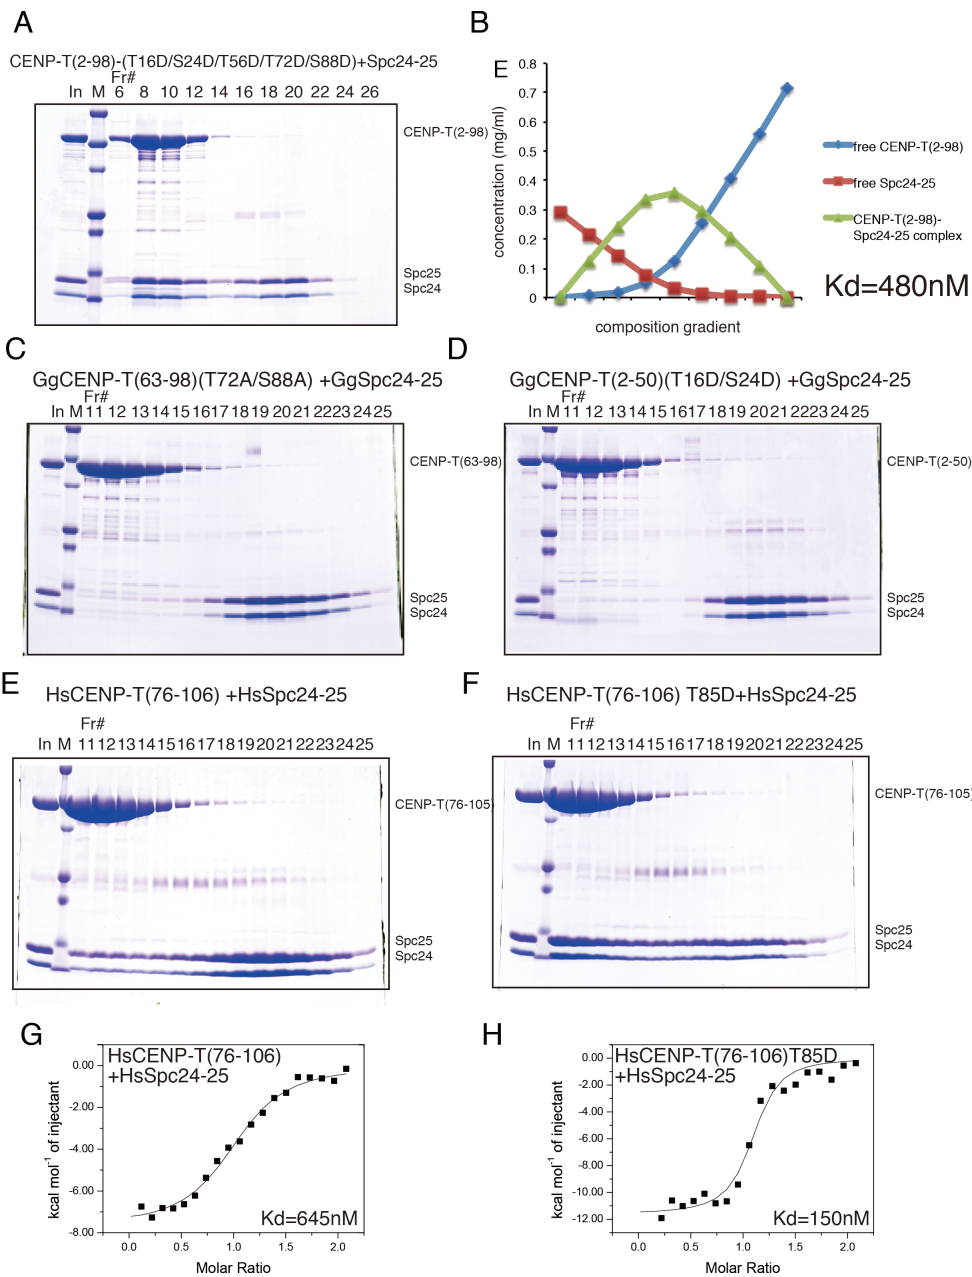 A
CENP-T(2-98)-(T16D/S24D/T56D/T72D/S88D)+Spc24-25
Fr#
In M 6 8 10 12 14 16 18 20 22 24 26
CENP-T(2-98)
Spc25
Spc24
B
E
0.8
0.7
0.6
0.5
0.4
0.3
0.2
0.1
0
concentration (mg/ml)
composition gradient
free CENP-T(2-98)
free Spc24-25
CENP-T(2-98)-
Spc24-25 complex
Kd=480nM
C
GgCENP-T(63-98)(T72A/S88A) +GgSpc24-25
Fr#
In M 11 12 13 14 15 16 17 18 19 20 21 22 23 24 25
CENP-T(63-98)
Spc25
Spc24
D
GgCENP-T(2-50)(T16D/S24D) +GgSpc24-25
Fr#
In M 11 12 13 14 15 16 17 18 19 20 21 22 23 24 25
CENP-T(2-50)
Spc25
Spc24
E
HsCENP-T(76-106) +HsSpc24-25
Fr#
In M 11 12 13 14 15 16 17 18 19 20 21 22 23 24 25
CENP-T(76-105)
Spc25
Spc24
F
HsCENP-T(76-106) T85D+HsSpc24-25
Fr#
In M 11 12 13 14 15 16 17 18 19 20 21 22 23 24 25
CENP-T(76-105)
Spc25
Spc24
G
HsCENP-T(76-106)
+HsSpc24-25
0.00
-2.00
-4.00
-6.00
-8.00
kcal mol-1 of injectant
Kd=645nM
0.0 0.5 1.0 1.5 2.0
Molar Ratio
H
HsCENP-T(76-106)T85D
+HsSpc24-25
0.00
-2.00
-4.00
-6.00
-8.00
-10.00
-12.00
kcal mol-1 of injectant
Kd=150nM
0.0 0.5 1.0 1.5 2.0
Molar Ratio